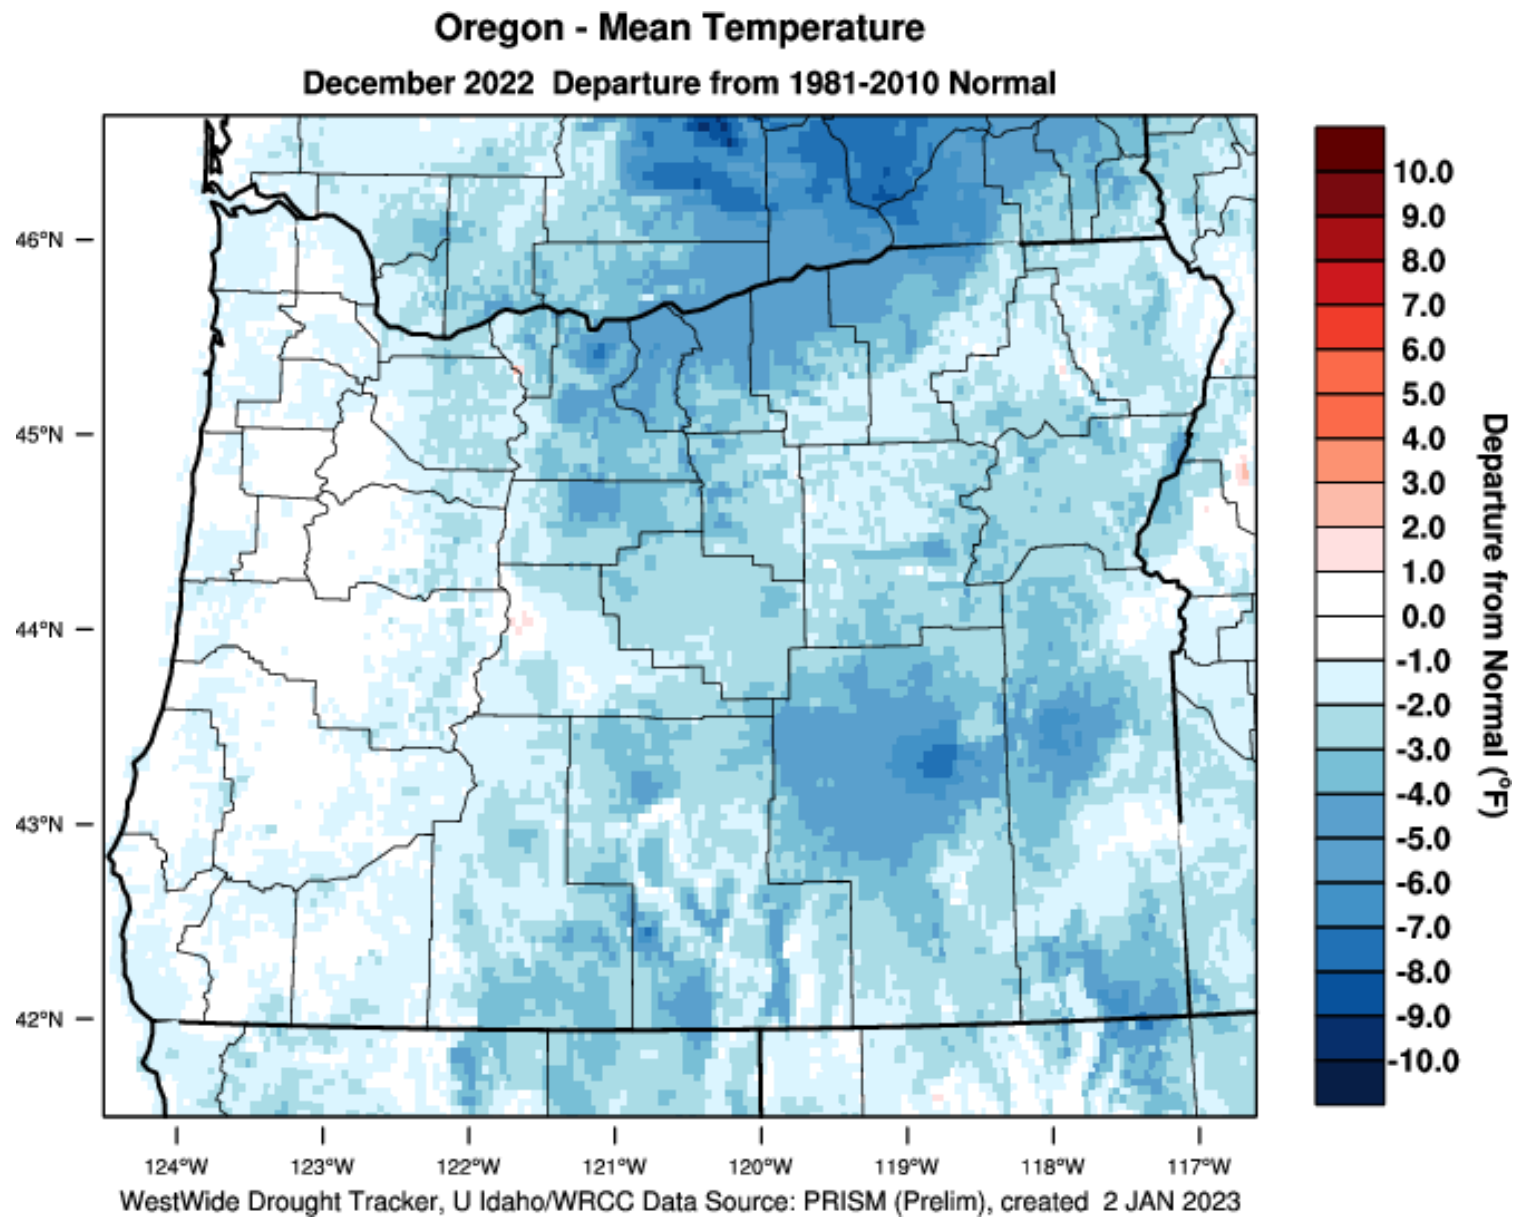 Oregon - Mean Temperature
December 2022 Departure from 1981-2010 Normal
46°N
45°N
44°N
43°N
42°N
124°W 123°W 122°W 121°W 120°W 119°W 118°W 117°W
10.0
9.0
8.0
7.0
6.0
5.0
4.0
3.0
2.0
1.0
0.0
-1.0
-2.0
-3.0
-4.0
-5.0
-6.0
-7.0
-8.0
-9.0
-10.0
Departure from Normal (°F)
WestWide Drought Tracker, U Idaho/WRCC Data Source: PRISM (Prelim), created 2 JAN 2023